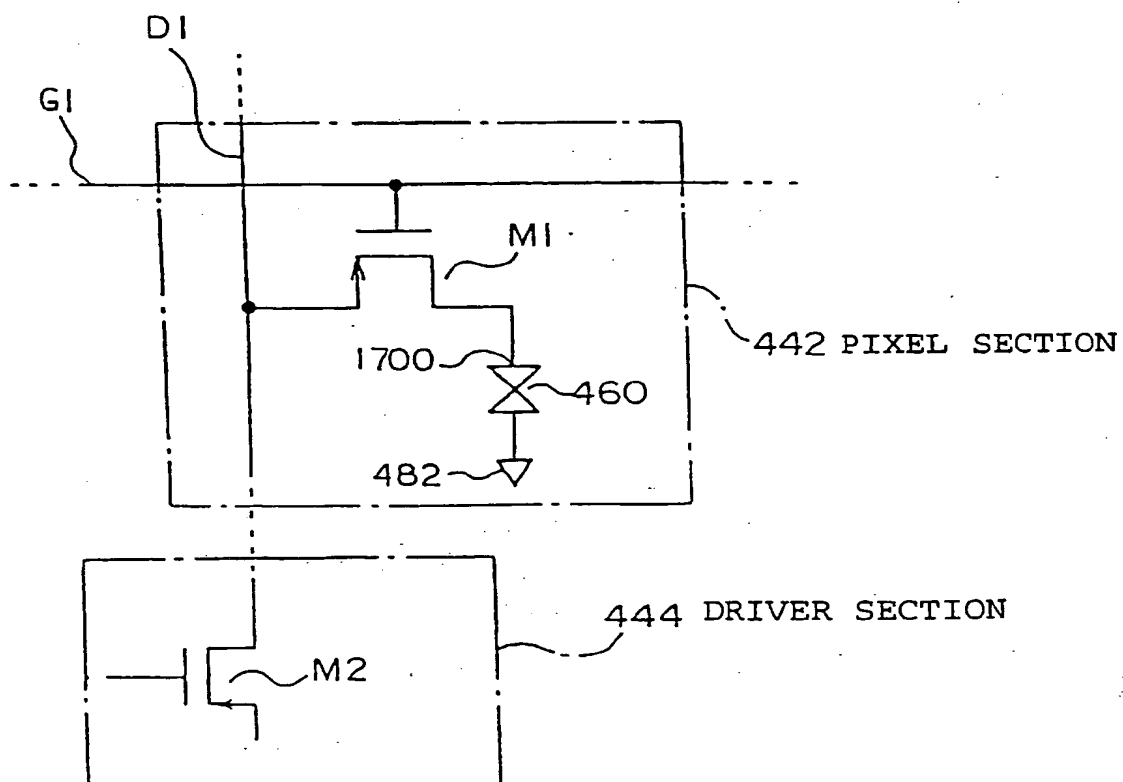 D1
G1
M1
442 PIXEL SECTION
1700
460
482
444 DRIVER SECTION
M2